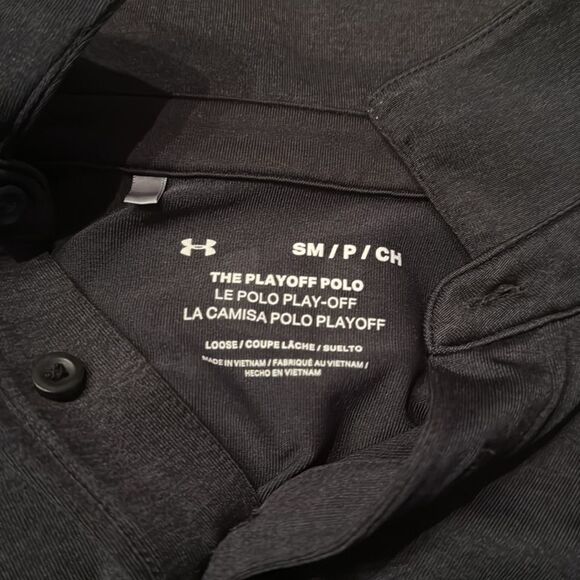 SM / P / CH
THE PLAYOFF POLO
LE POLO PLAY-OFF
LA CAMISA POLO PLAYOFF
LOOSE / COUPE LÂCHE / SUELTO
MADE IN VIETNAM / FABRIQUÉ AU VIETNAM /
HECHO EN VIETNAM